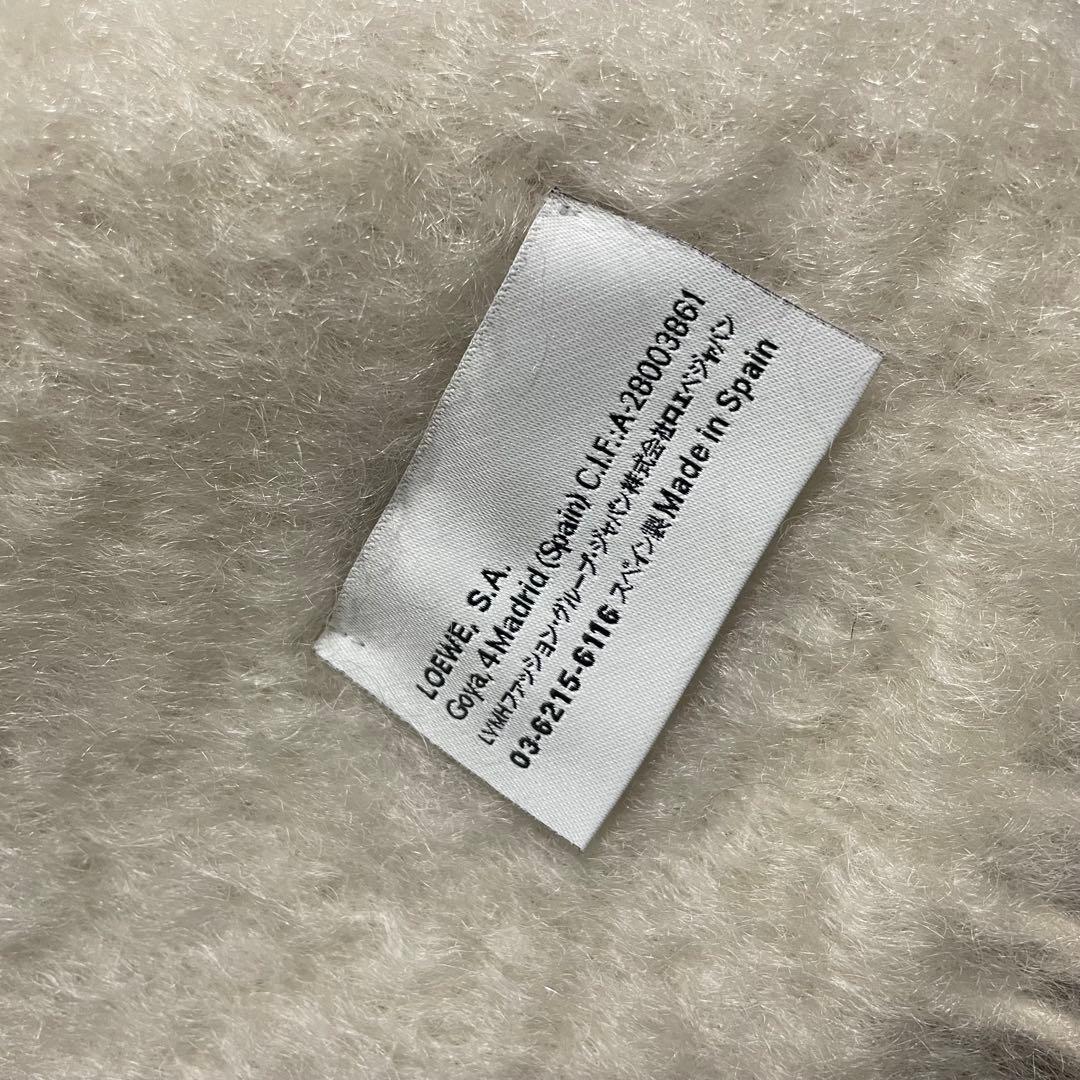 LOEWE, S.A.
Goya, 4 Madrid (Spain) C.I.F.:A-28003861
LVMHファッション・グループ・ジャパン株式会社ロエベジャパン
03-6215-6116 スペイン製 Made in Spain